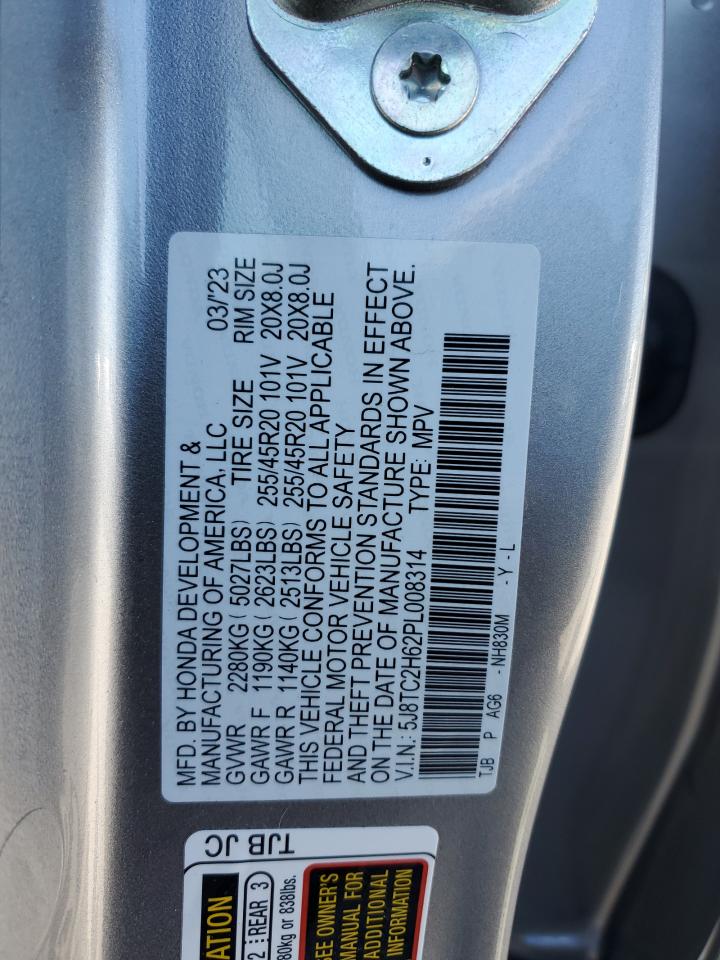 MFD. BY HONDA DEVELOPMENT &
MANUFACTURING OF AMERICA, LLC 03/'23
GVWR 2280KG ( 5027LBS) TIRE SIZE RIM SIZE
GAWR F 1190KG ( 2623LBS) 255/45R20 101V 20X8.0J
GAWR R 1140KG ( 2513LBS) 255/45R20 101V 20X8.0J
THIS VEHICLE CONFORMS TO ALL APPLICABLE
FEDERAL MOTOR VEHICLE SAFETY
AND THEFT PREVENTION STANDARDS IN EFFECT
ON THE DATE OF MANUFACTURE SHOWN ABOVE.
V.I.N.: 5J8TC2H62PL008314 TYPE: MPV
TJB P AG6 - NH830M - Y - L
TJB JC
ATION
2 REAR 3
80kg or 838lbs.
SEE OWNER'S
MANUAL FOR
ADDITIONAL
INFORMATION